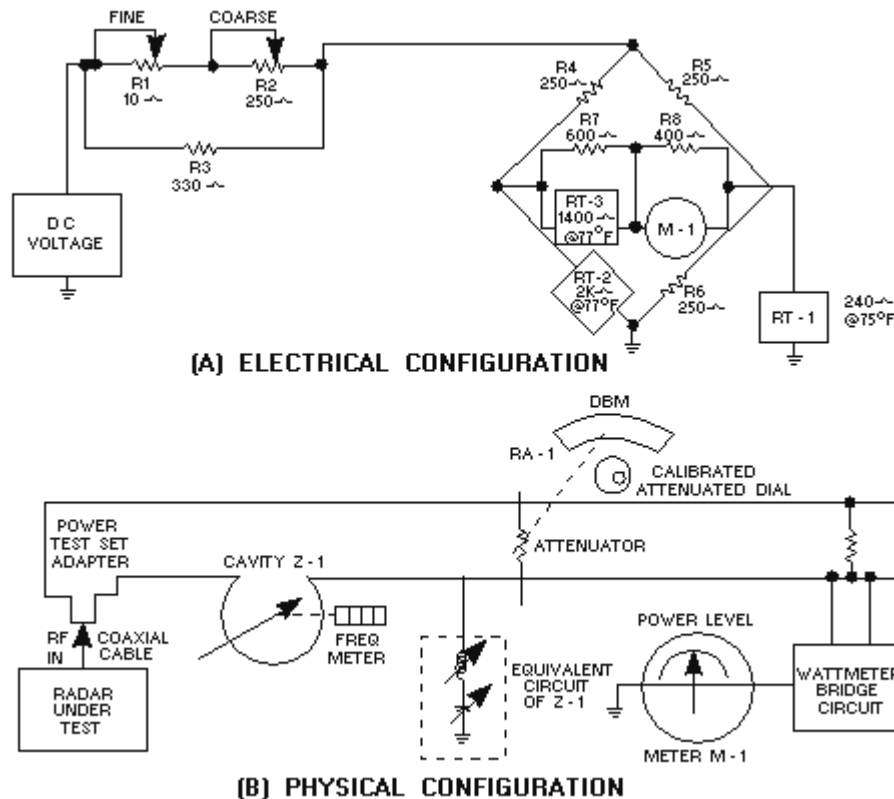 FINE
COARSE
R1
10 ⏦
R2
250 ⏦
R3
330 ⏦
DC
VOLTAGE
R4
250 ⏦
R5
250 ⏦
R7
600 ⏦
R8
400 ⏦
RT-3
1400 ⏦
@77°F
M-1
RT-2
2K ⏦
@77°F
R6
250 ⏦
RT-1
240 ⏦
@75°F
(A) ELECTRICAL CONFIGURATION
DBM
RA-1
CALIBRATED
ATTENUATED DIAL
POWER
TEST SET
ADAPTER
CAVITY Z-1
ATTENUATOR
RF
IN
COAXIAL
CABLE
FREQ
METER
POWER LEVEL
RADAR
UNDER
TEST
EQUIVALENT
CIRCUIT
OF Z-1
WATTMETER
BRIDGE
CIRCUIT
METER M-1
(B) PHYSICAL CONFIGURATION